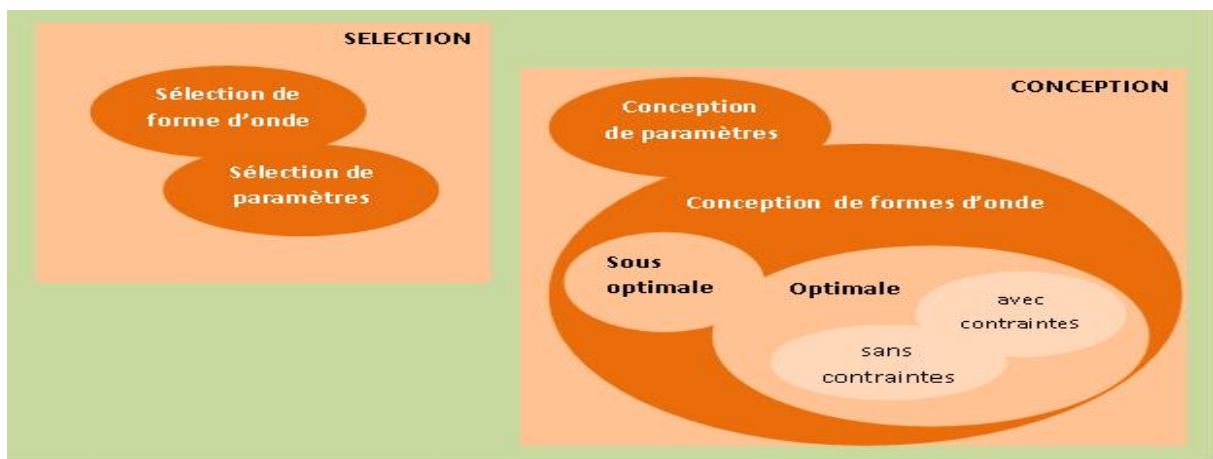 SELECTION
Sélection de
forme d'onde
Sélection de
paramètres
CONCEPTION
Conception
de paramètres
Conception de formes d'onde
Sous
optimale
Optimale
avec
contraintes
sans
contraintes